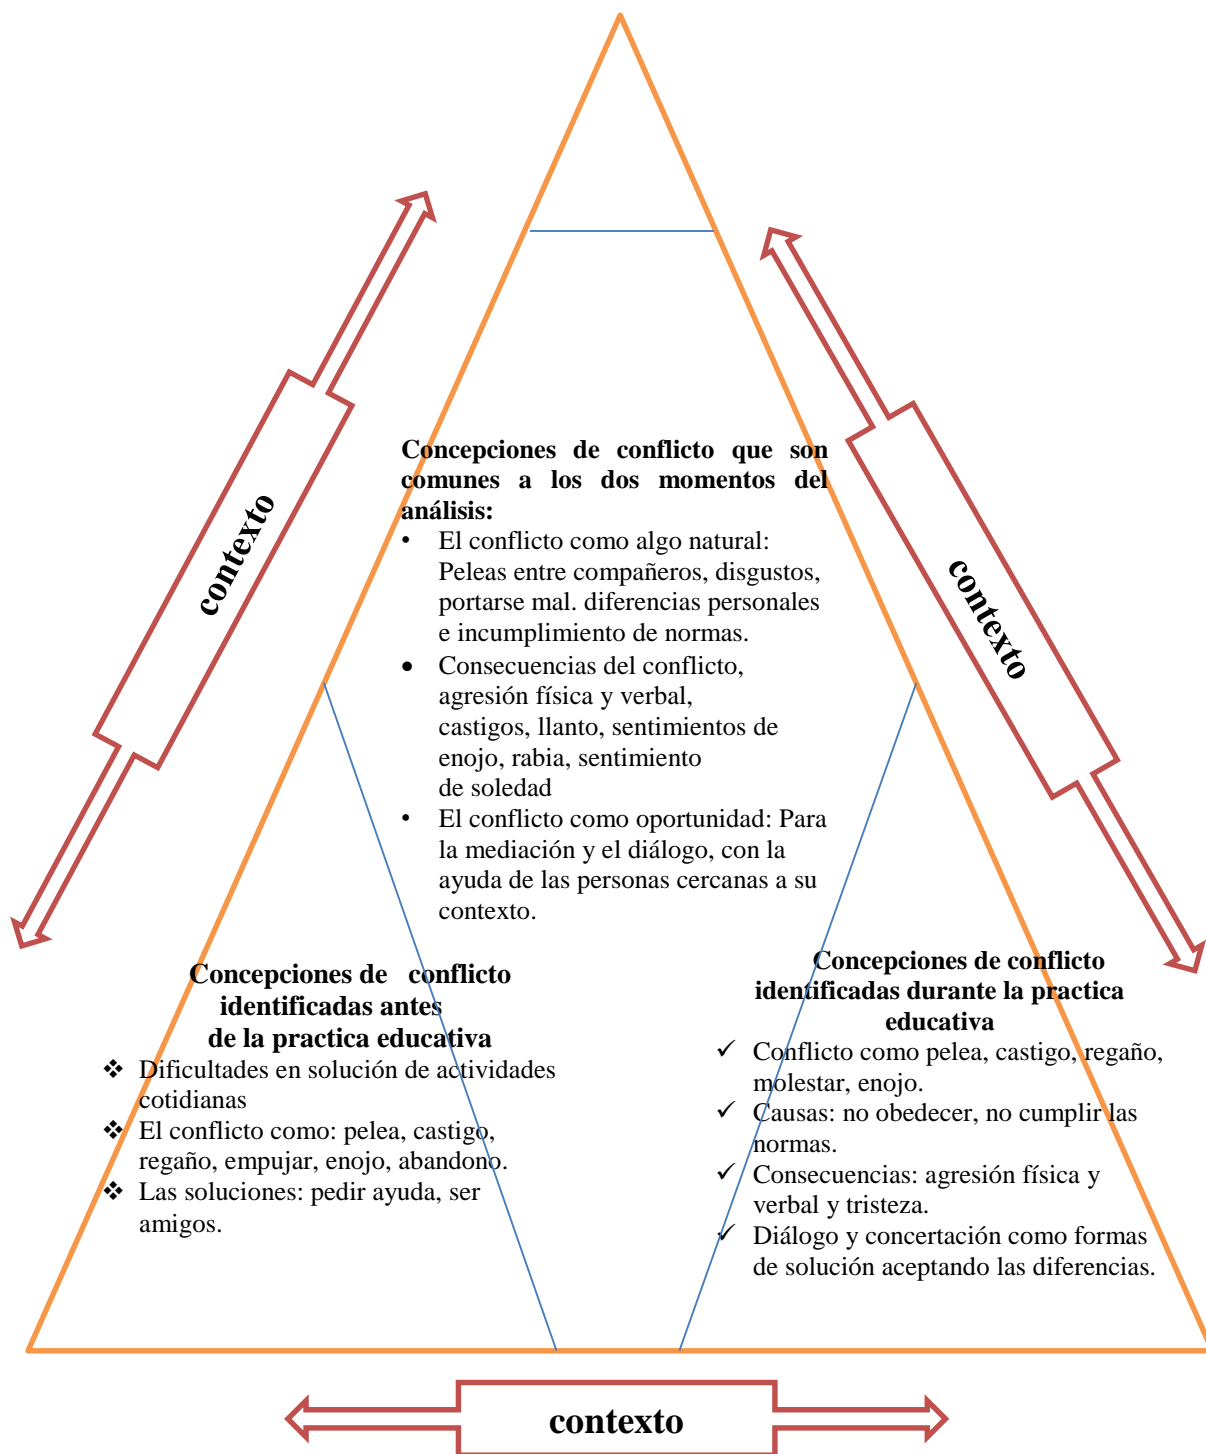 Concepciones de conflicto que son
comunes a los dos momentos del
análisis:
• El conflicto como algo natural:
Peleas entre compañeros, disgustos,
portarse mal. diferencias personales
e incumplimiento de normas.
• Consecuencias del conflicto,
agresión física y verbal,
castigos, llanto, sentimientos de
enojo, rabia, sentimiento
de soledad
• El conflicto como oportunidad: Para
la mediación y el diálogo, con la
ayuda de las personas cercanas a su
contexto.
contexto
contexto
Concepciones de conflicto
identificadas antes
de la practica educativa
❖ Dificultades en solución de actividades
cotidianas
❖ El conflicto como: pelea, castigo,
regaño, empujar, enojo, abandono.
❖ Las soluciones: pedir ayuda, ser
amigos.
Concepciones de conflicto
identificadas durante la practica
educativa
✓ Conflicto como pelea, castigo, regaño,
molestar, enojo.
✓ Causas: no obedecer, no cumplir las
normas.
✓ Consecuencias: agresión física y
verbal y tristeza.
✓ Diálogo y concertación como formas
de solución aceptando las diferencias.
contexto